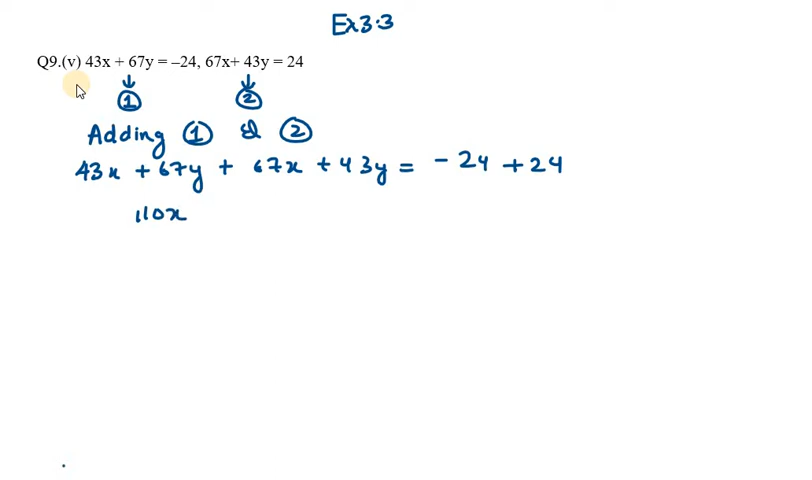 Ex3.3
Q9.(v) 43x + 67y = –24, 67x+ 43y = 24
① ②
Adding ① & ②
43x + 67y + 67x + 43y = - 24 + 24
110x